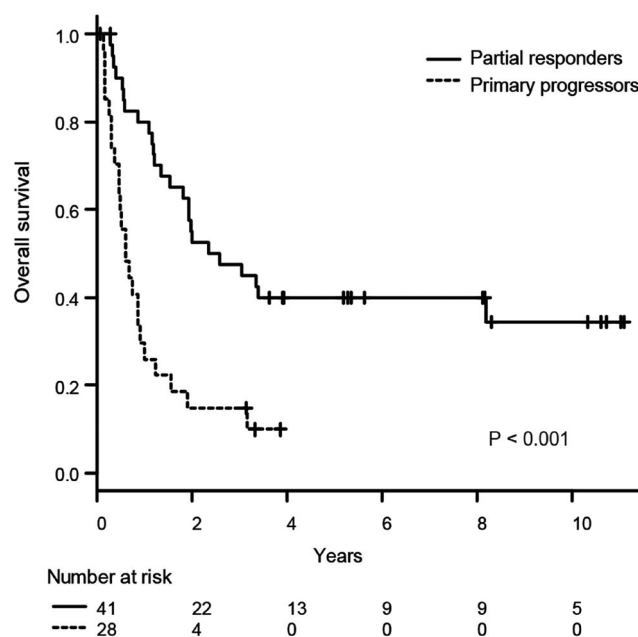 1.0
0.8
0.6
0.4
0.2
0.0
Overall survival
Partial responders
Primary progressors
P < 0.001
0 2 4 6 8 10
Years
Number at risk
41 22 13 9 9 5
28 4 0 0 0 0